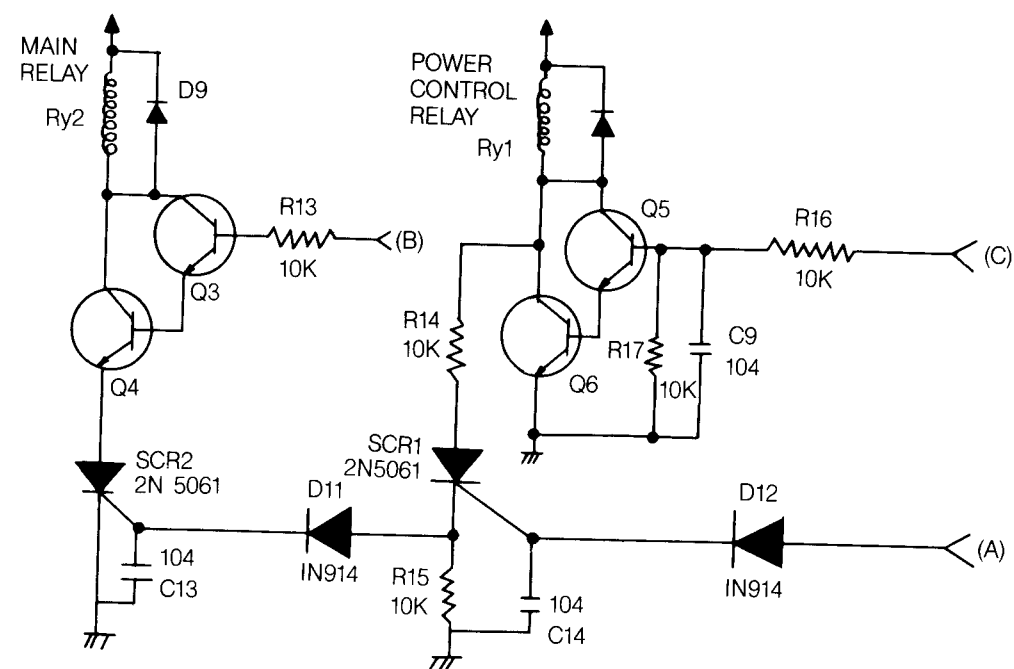 MAIN
RELAY
Ry2
D9
POWER
CONTROL
RELAY
Ry1
R13
10K
(B)
Q3
Q4
Q5
R16
10K
(C)
R14
10K
Q6
R17
10K
C9
104
SCR2
2N 5061
SCR1
2N5061
D11
IN914
D12
IN914
(A)
104
C13
R15
10K
104
C14